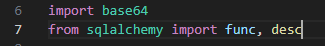 6 import base64
7 from sqlalchemy import func, desc